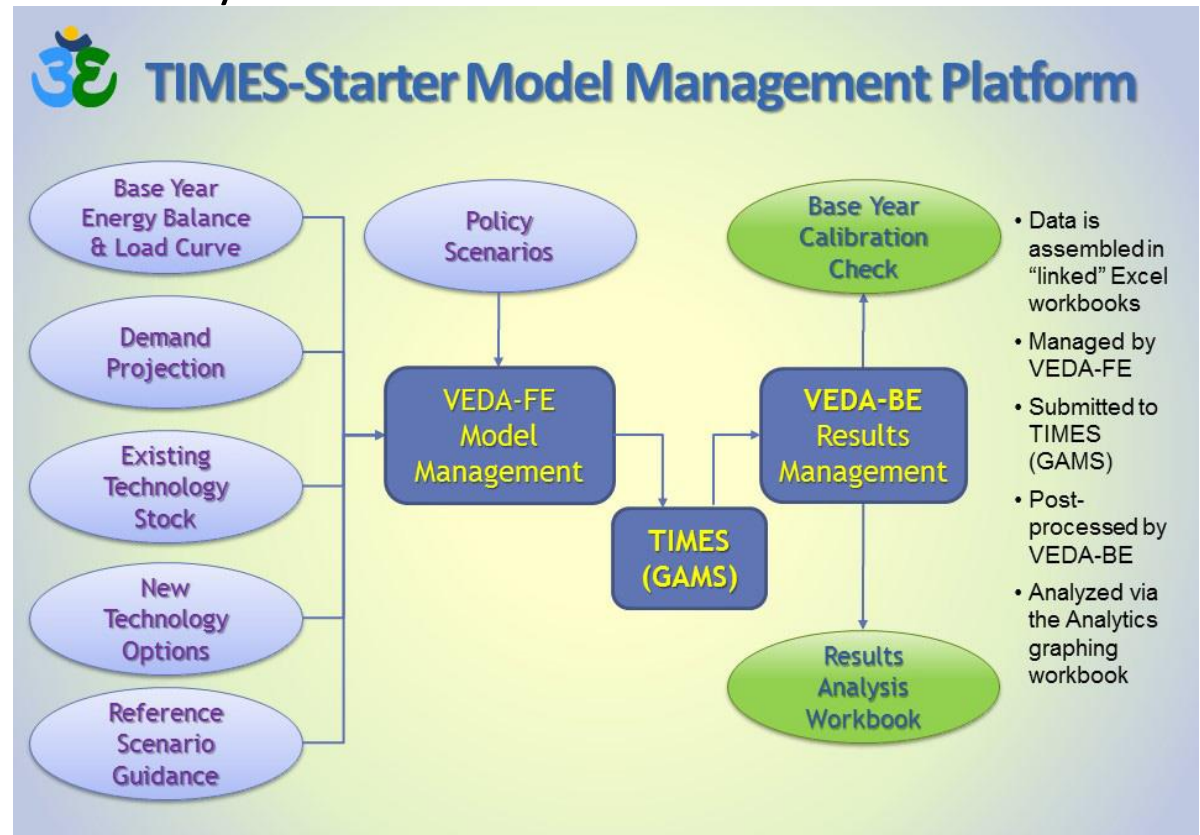 TIMES-Starter Model Management Platform
Base Year
Energy Balance
& Load Curve
Demand
Projection
Existing
Technology
Stock
New
Technology
Options
Reference
Scenario
Guidance
Policy
Scenarios
VEDA-FE
Model
Management
TIMES
(GAMS)
VEDA-BE
Results
Management
Base Year
Calibration
Check
Results
Analysis
Workbook
• Data is
assembled in
“linked” Excel
workbooks
• Managed by
VEDA-FE
• Submitted to
TIMES
(GAMS)
• Post-
processed by
VEDA-BE
• Analyzed via
the Analytics
graphing
workbook